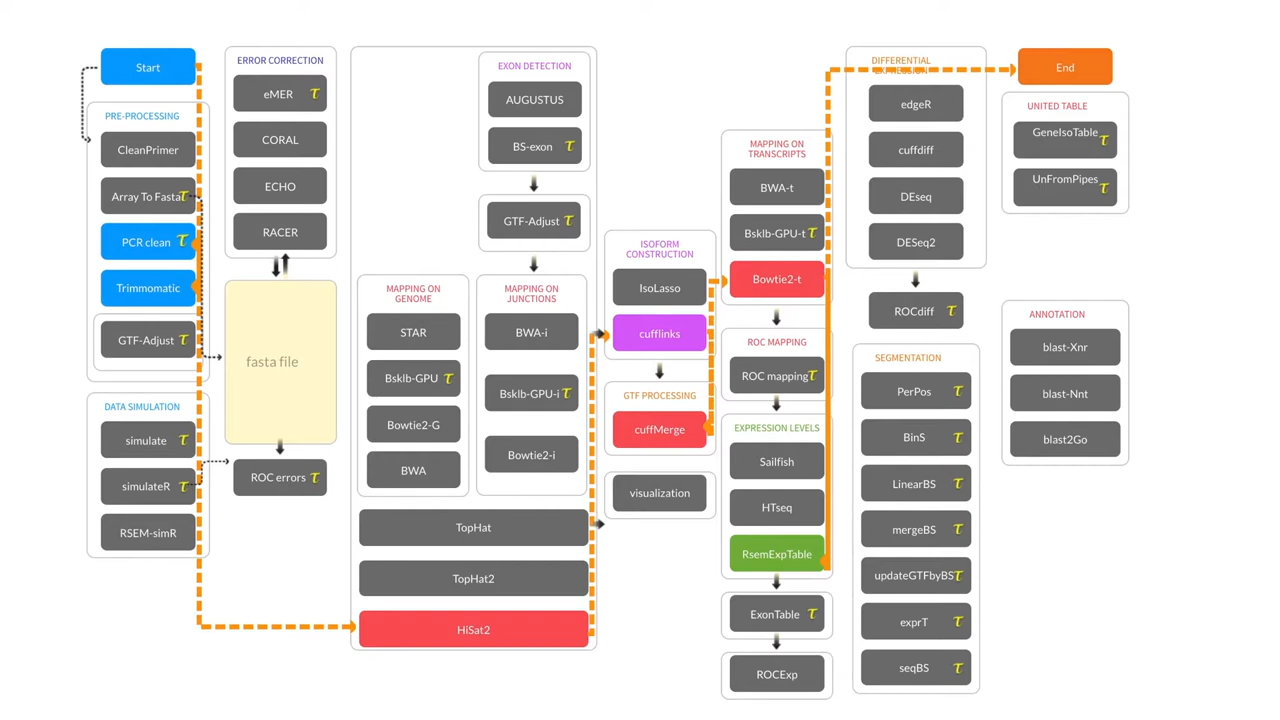 Start
PRE-PROCESSING
CleanPrimer
Array To Fasta τ
PCR clean τ
Trimmomatic
GTF-Adjust τ
DATA SIMULATION
simulate τ
simulateR τ
RSEM-simR
ERROR CORRECTION
eMER τ
CORAL
ECHO
RACER
fasta file
ROC errors τ
EXON DETECTION
AUGUSTUS
BS-exon τ
GTF-Adjust τ
MAPPING ON
GENOME
STAR
Bsklb-GPU τ
Bowtie2-G
BWA
MAPPING ON
JUNCTIONS
BWA-i
Bsklb-GPU-i τ
Bowtie2-i
TopHat
TopHat2
HiSat2
ISOFORM
CONSTRUCTION
IsoLasso
cufflinks
GTF PROCESSING
cuffMerge
visualization
MAPPING ON
TRANSCRIPTS
BWA-t
Bsklb-GPU-t τ
Bowtie2-t
ROC MAPPING
ROC mapping τ
EXPRESSION LEVELS
Sailfish
HTseq
RsemExpTable
ExonTable τ
ROCExp
DIFFERENTIAL
EXPRESSION
edgeR
cuffdiff
DEseq
DESeq2
ROCdiff τ
SEGMENTATION
PerPos τ
BinS τ
LinearBS τ
mergeBS τ
updateGTFbyBS τ
exprT τ
seqBS τ
End
UNITED TABLE
GeneIsoTable τ
UnFromPipes τ
ANNOTATION
blast-Xnr
blast-Nnt
blast2Go